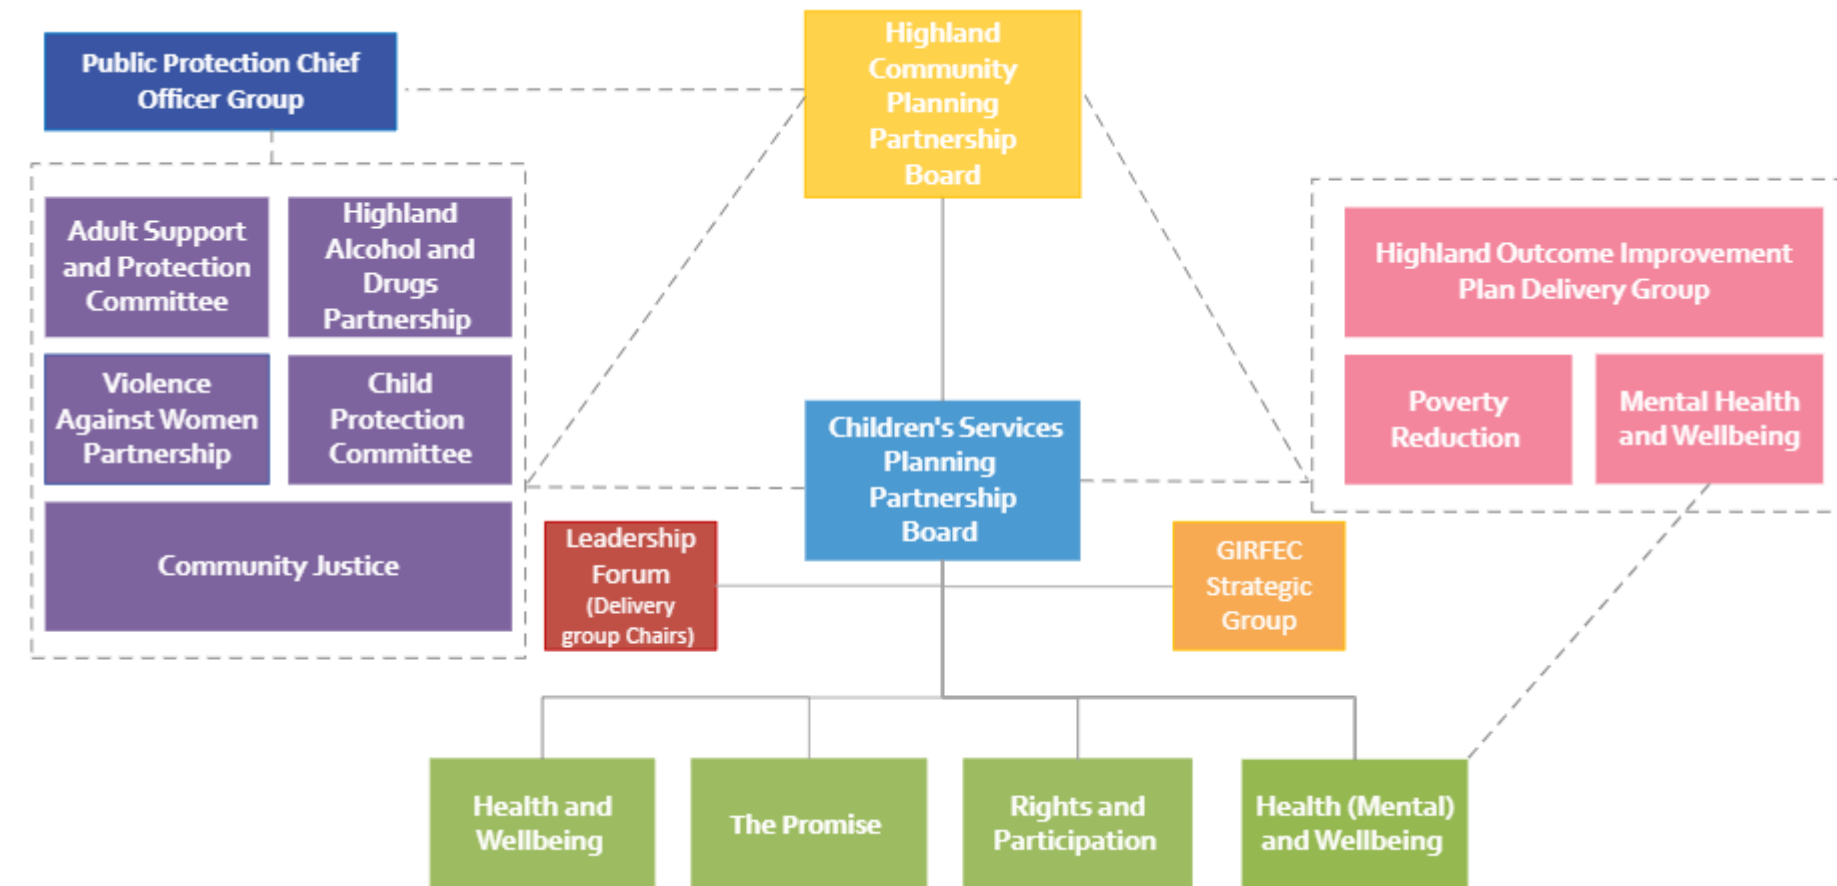 Public Protection Chief
Officer Group
Highland
Community
Planning
Partnership
Board
Adult Support
and Protection
Committee
Highland
Alcohol and
Drugs
Partnership
Violence
Against Women
Partnership
Child
Protection
Committee
Community Justice
Highland Outcome Improvement
Plan Delivery Group
Poverty
Reduction
Mental Health
and Wellbeing
Children's Services
Planning
Partnership
Board
Leadership
Forum
(Delivery
group Chairs)
GIRFEC
Strategic
Group
Health and
Wellbeing
The Promise
Rights and
Participation
Health (Mental)
and Wellbeing